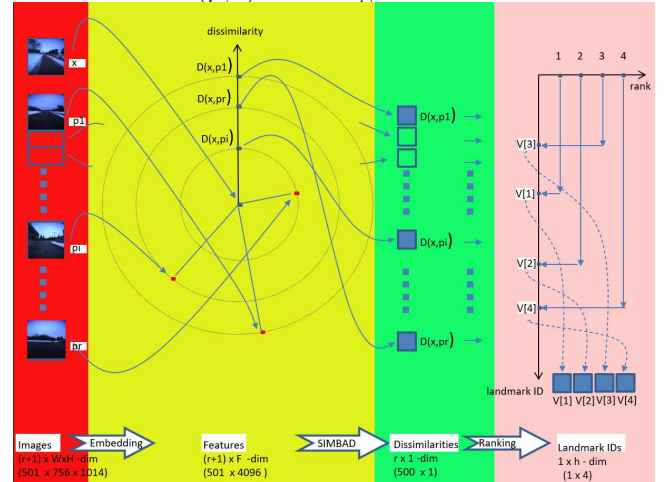 dissimilarity
1 2 3 4
rank
x
D(x,p1)
D(x,pr)
D(x,pi)
p1
D(x,p1)
V[3]
V[1]
pi
D(x,pi)
V[2]
V[4]
pr
D(x,pr)
landmark ID
V[1] V[2] V[3] V[4]
Images
Embedding
Features
SIMBAD
Dissimilarities
Ranking
Landmark IDs
(r+1) x WxH -dim
(501 x 756 x 1014)
(r+1) x F -dim
(501 x 4096 )
r x 1 -dim
(500 x 1)
1 x h - dim
(1 x 4)